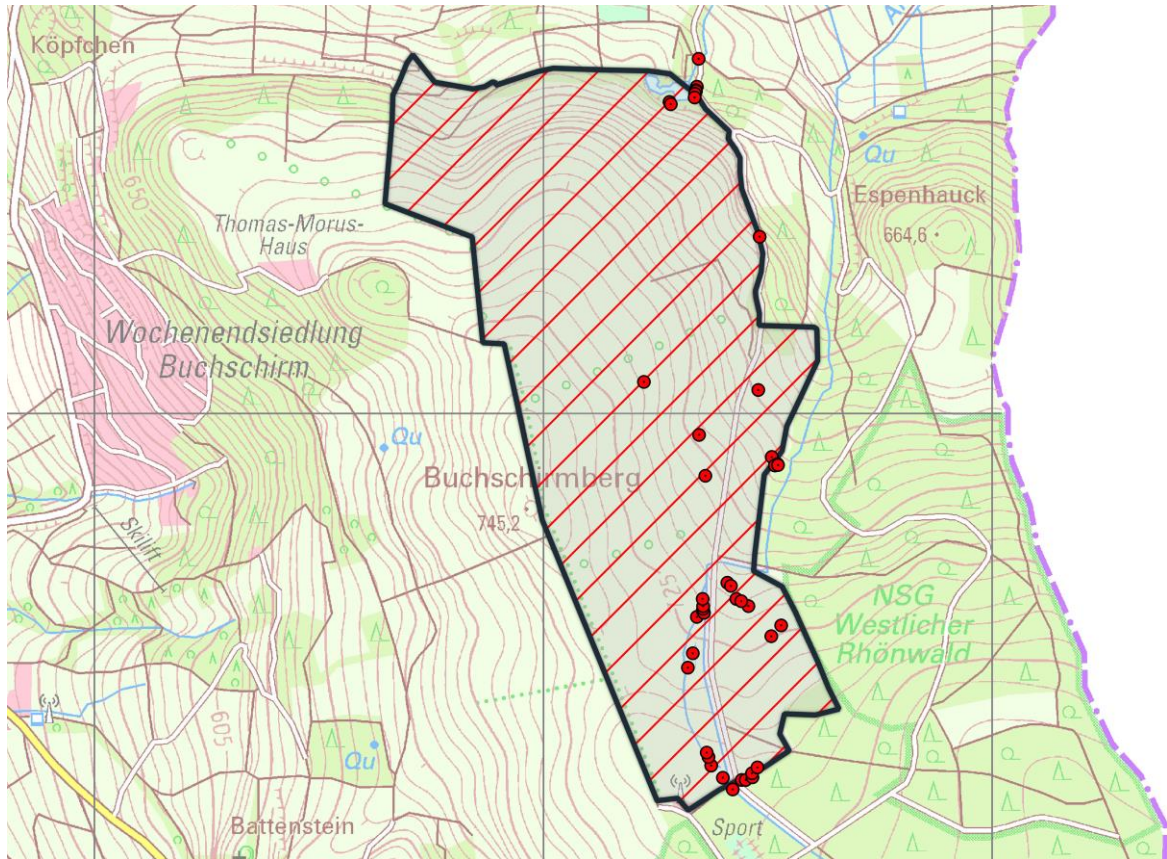 Köpfchen
Qu
Espenhauck
664,6
650
Thomas-Morus-
Haus
Wochenendsiedlung
Buchschirm
Qu
Buchschirmberg
745,2
Skilift
725
NSG
Westlicher
Rhönwald
605
Qu
Battenstein
Sport